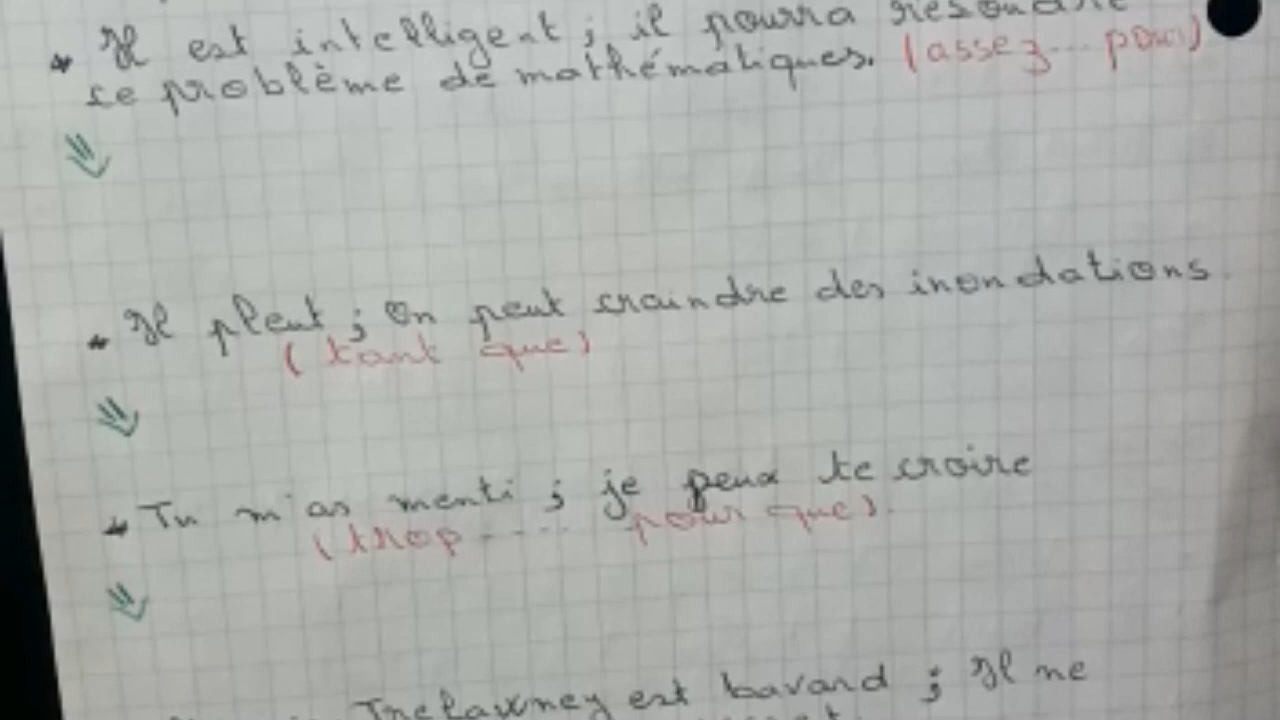 * Il est intelligent ; il pourra résoudre
ce problème de mathématiques. (assez... pour)
* Il pleut ; On peut craindre des inondations
(tant que)
* Tu m'as menti ; je peux te croire
(trop..... pour que).
Trelawney est bavard ; Il ne